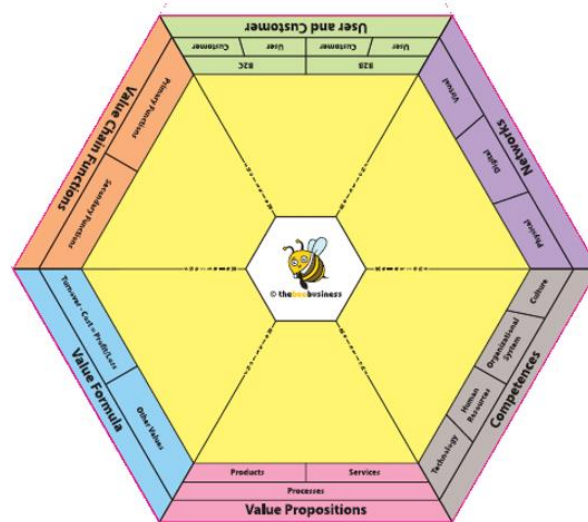 User and Customer
User
Customer
User
Customer
B2C
B2B
Value Chain Functions
Primary Functions
Secondary Functions
Networks
Virtual
Digital
Physical
© thebeebusiness
Value Formula
Turnover - Cost = Profit/Loss
Other Values
Competences
Culture
Organizational
System
Human
Resources
Technology
Products
Services
Processes
Value Propositions